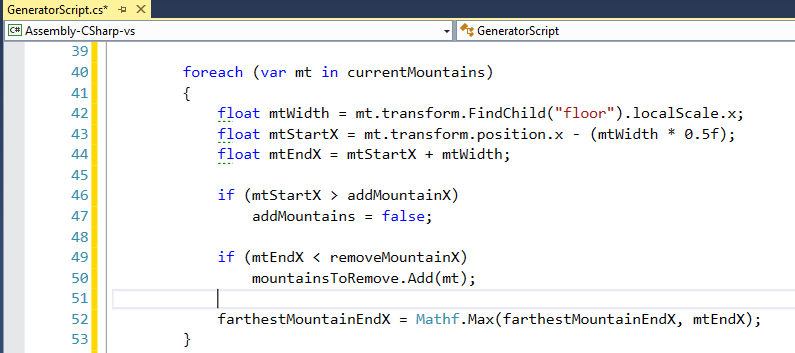 GeneratorScript.cs*
Assembly-CSharp-vs GeneratorScript
39
40 foreach (var mt in currentMountains)
41 {
42 float mtWidth = mt.transform.FindChild("floor").localScale.x;
43 float mtStartX = mt.transform.position.x - (mtWidth * 0.5f);
44 float mtEndX = mtStartX + mtWidth;
45
46 if (mtStartX > addMountainX)
47 addMountains = false;
48
49 if (mtEndX < removeMountainX)
50 mountainsToRemove.Add(mt);
51
52 farthestMountainEndX = Mathf.Max(farthestMountainEndX, mtEndX);
53 }